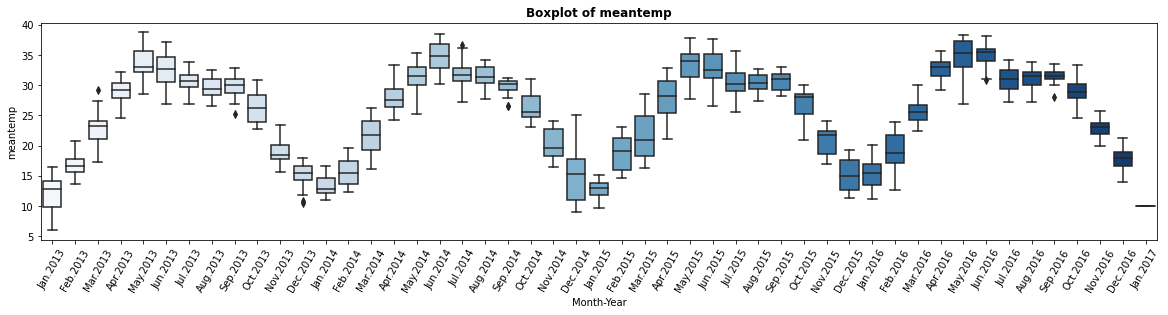 Boxplot of meantemp
meantemp
40
35
30
25
20
15
10
5
Jan.2013
Feb.2013
Mar.2013
Apr.2013
May.2013
Jun.2013
Jul.2013
Aug.2013
Sep.2013
Oct.2013
Nov.2013
Dec.2013
Jan.2014
Feb.2014
Mar.2014
Apr.2014
May.2014
Jun.2014
Jul.2014
Aug.2014
Sep.2014
Oct.2014
Nov.2014
Dec.2014
Jan.2015
Feb.2015
Mar.2015
Apr.2015
May.2015
Jun.2015
Jul.2015
Aug.2015
Sep.2015
Oct.2015
Nov.2015
Dec.2015
Jan.2016
Feb.2016
Mar.2016
Apr.2016
May.2016
Jun.2016
Jul.2016
Aug.2016
Sep.2016
Oct.2016
Nov.2016
Dec.2016
Jan.2017
Month-Year